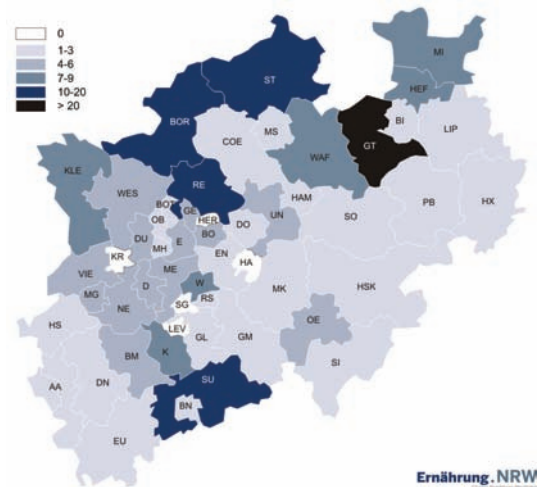 0
1-3
4-6
7-9
10-20
> 20
MI
ST
HEF
BOR
BI
LIP
COE
MS
GT
WAF
KLE
RE
WES
HAM
PB
HX
BOT
GE
HER
UN
SO
OB
DO
BO
DU
E
MH
EN
HA
KR
VIE
ME
W
HSK
MG
D
MK
NE
SG
RS
OE
HS
LEV
K
GL
GM
BM
SI
AA
DN
SU
BN
EU
Ernährung.NRW